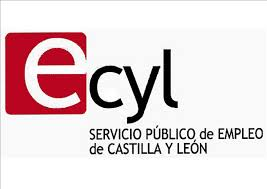 ecyl
SERVICIO PÚBLICO de EMPLEO
de CASTILLA Y LEÓN